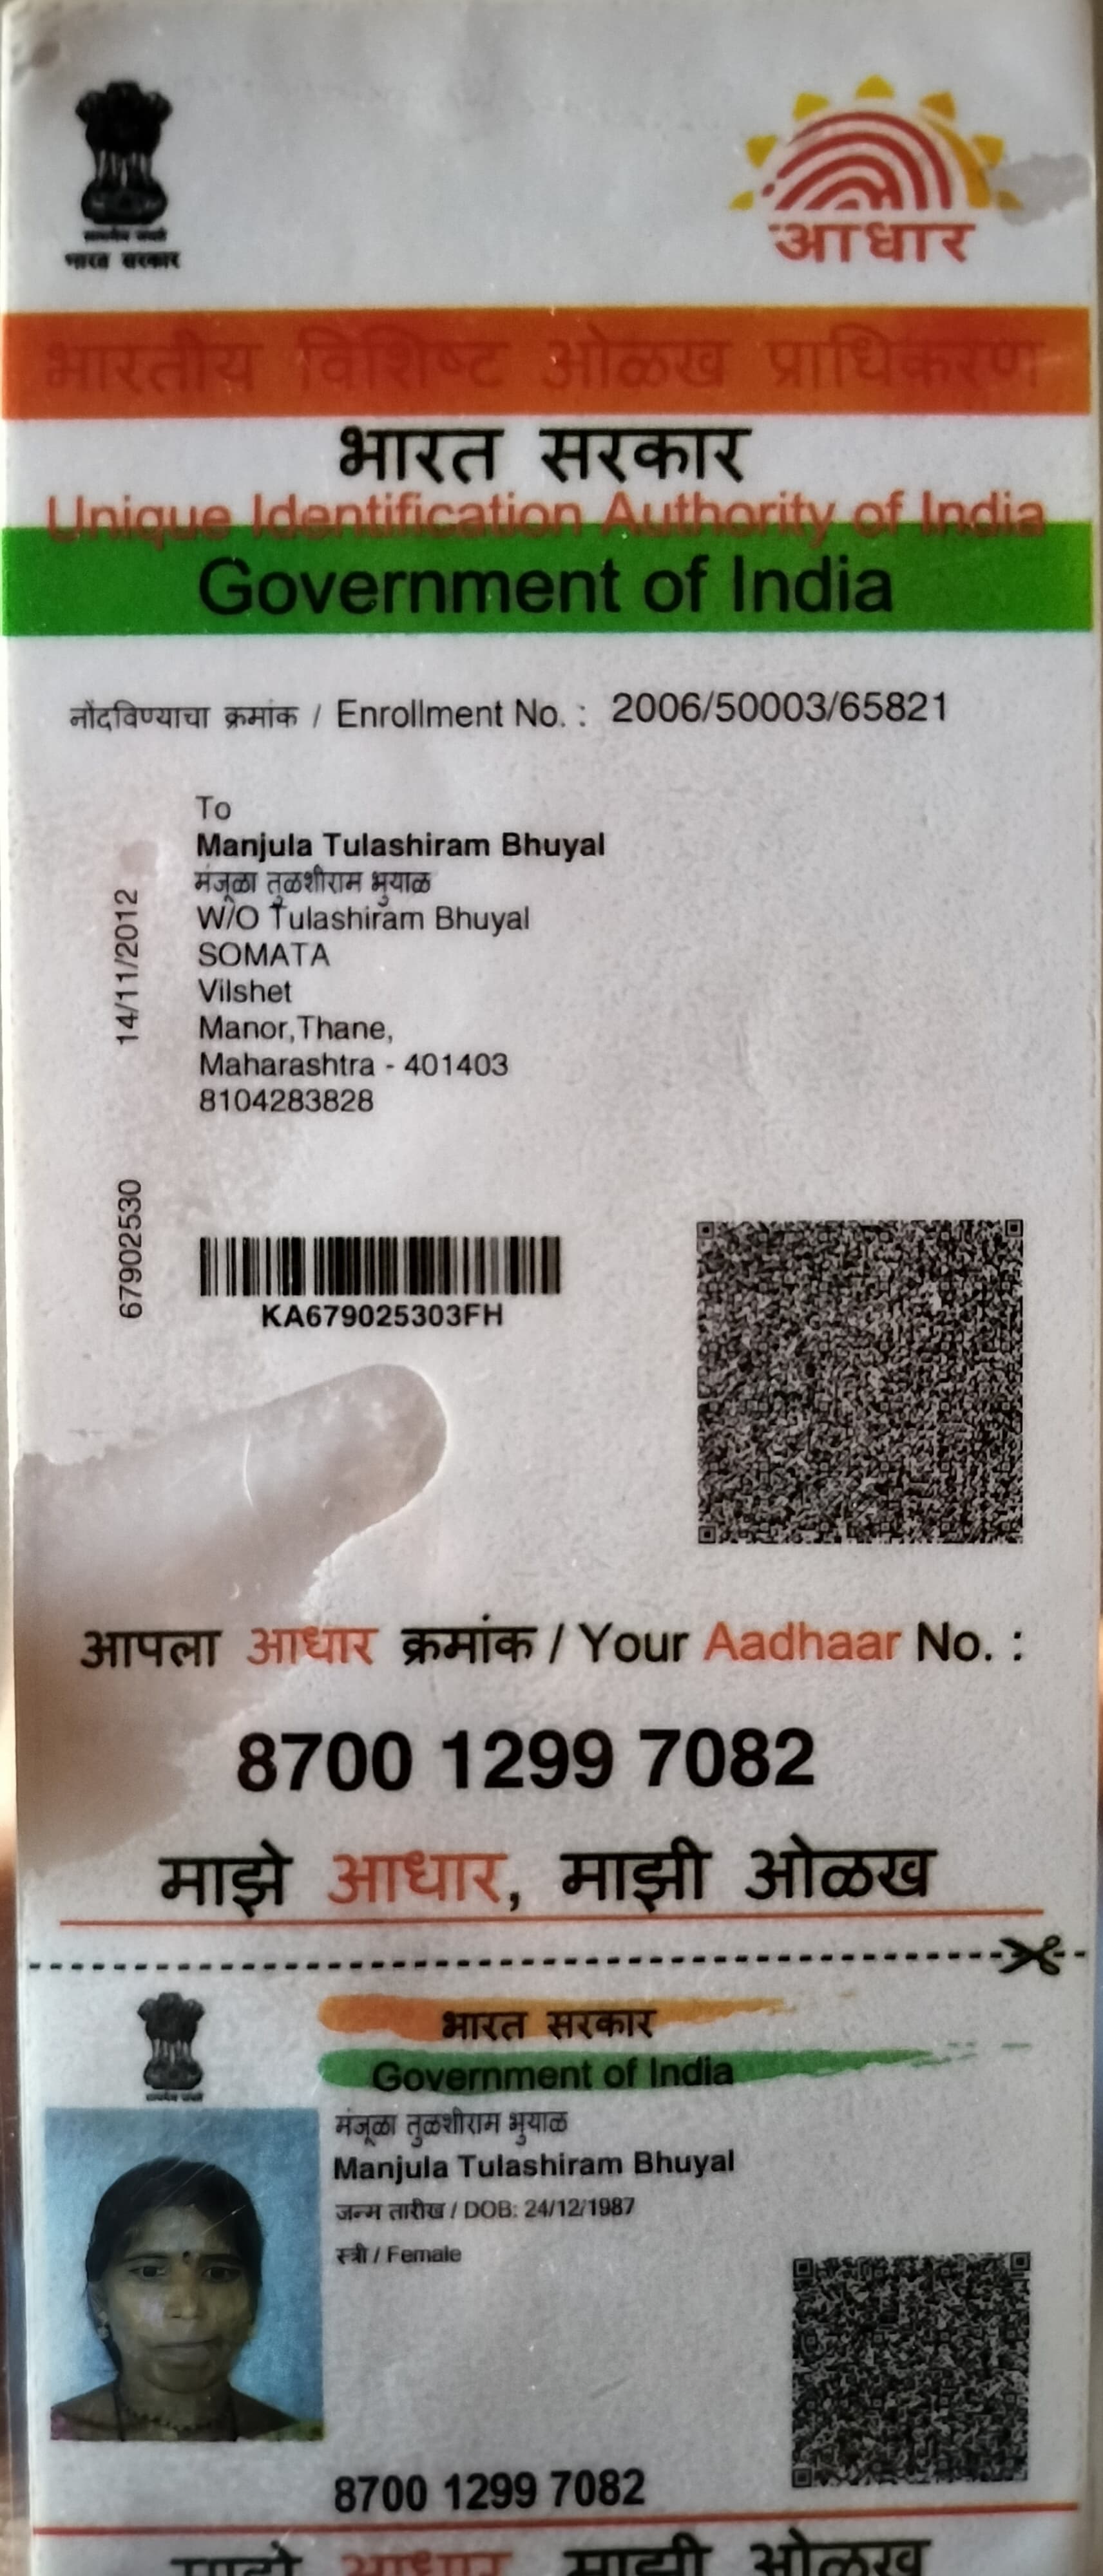 भारत सरकार
आधार
भारतीय विशिष्ट ओळख प्राधिकरण
भारत सरकार
Unique Identification Authority of India
Government of India
नोंदविण्याचा क्रमांक / Enrollment No. : 2006/50003/65821
To
Manjula Tulashiram Bhuyal
मंजूळा तुळशीराम भुयाळ
W/O Tulashiram Bhuyal
SOMATA
Vilshet
Manor,Thane,
Maharashtra - 401403
8104283828
14/11/2012
67902530
KA679025303FH
आपला आधार क्रमांक / Your Aadhaar No. :
8700 1299 7082
माझे आधार, माझी ओळख
भारत सरकार
Government of India
मंजूळा तुळशीराम भुयाळ
Manjula Tulashiram Bhuyal
जन्म तारीख / DOB: 24/12/1987
स्त्री / Female
8700 1299 7082
माझे आधार, माझी ओळख